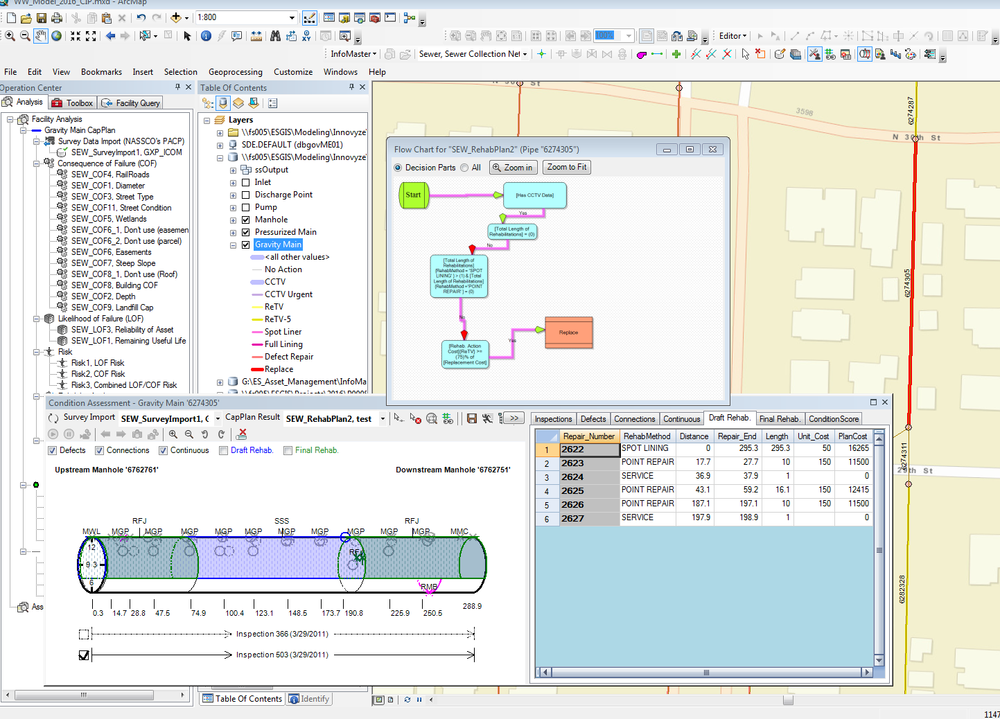 WW_Model_2016_CIP.mxd - ArcMap
1:800
100%
Editor
InfoMaster
Sewer, Sewer Collection Net
File Edit View Bookmarks Insert Selection Geoprocessing Customize Windows Help
Operation Center
Analysis Toolbox Facility Query
Facility Analysis
Gravity Main CapPlan
Survey Data Import (NASSCO's PACP)
SEW_SurveyImport1, GXP_ICOM
Consequence of Failure (COF)
SEW_COF4, RailRoads
SEW_COF1, Diameter
SEW_COF3, Street Type
SEW_COF11, Street Condition
SEW_COF5, Wetlands
SEW_COF6_1, Don't use (easemen
SEW_COF6_2, Don't use (parcel)
SEW_COF6, Easements
SEW_COF7, Steep Slope
SEW_COF8_1, Don't use (Roof)
SEW_COF8, Building COF
SEW_COF2, Depth
SEW_COF9, Landfill Cap
Likelihood of Failure (LOF)
SEW_LOF3, Reliability of Asset
SEW_LOF1, Remaining Useful Life
Risk
Risk1, LOF Risk
Risk2, COF Risk
Risk3, Combined LOF/COF Risk
Ass
Table Of Contents
Layers
\\fs005\ESGIS\Modeling\Innovyze
SDE.DEFAULT (dbgovME01)
\\fs005\ESGIS\Modeling\Innovyze'
ssOutput
Inlet
Discharge Point
Pump
Manhole
Pressurized Main
Gravity Main
<all other values>
No Action
CCTV
CCTV Urgent
ReTV
ReTV-5
Spot Liner
Full Lining
Defect Repair
Replace
G:\ES_Asset_Management\InfoMa
Table Of Contents Identify
Flow Chart for "SEW_RehabPlan2" (Pipe "6274305")
Decision Parts All Zoom in Zoom to Fit
Start
[Has CCTV Data]
Yes
[Total Length of
Rehabilitations] = (0)
No
[Total Length of
Rehabilitations]
(RehabMethod = 'SPOT
LINING' ) > (1) & [Total
Length of Rehabilitations]
(RehabMethod ='POINT
REPAIR' ) = (0)
No
[Rehab. Action
Cost](ReTV) >=
(75)% of
[Replacement Cost]
Yes
Replace
N 30th St
3598
N 30th St
29th St
6274287
6274305
6274311
6282328
Condition Assessment - Gravity Main '6274305'
Survey Import SEW_SurveyImport1, G CapPlan Result SEW_RehabPlan2, test >>
Defects Connections Continuous Draft Rehab. Final Rehab.
Upstream Manhole '6762761' Downstream Manhole '6762751'
RFJ SSS RFJ
MWL MGP MGP MGP MGP MGP MGP MGP MGP MGP MGP MMC
12
9 3
6
RMB
0.3 14.7 28.8 47.5 74.9 100.4 123.1 148.5 173.7 190.8 225.9 250.5 288.9
Inspection 366 (3/29/2011)
Inspection 503 (3/29/2011)
Inspections Defects Connections Continuous Draft Rehab. Final Rehab. ConditionScore
Repair_Number RehabMethod Distance Repair_End Length Unit_Cost PlanCost
1 2622 SPOT LINING 0 295.3 295.3 50 16265
2 2623 POINT REPAIR 17.7 27.7 10 150 11500
3 2624 SERVICE 36.9 37.9 1 0
4 2625 POINT REPAIR 43.1 59.2 16.1 150 12415
5 2626 POINT REPAIR 187.1 197.1 10 150 11500
6 2627 SERVICE 197.9 198.9 1 0
1147